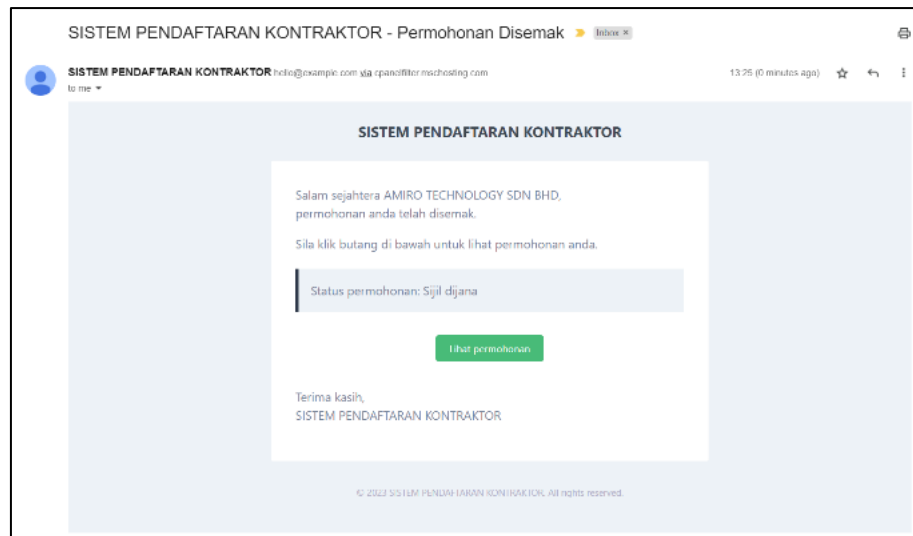 SISTEM PENDAFTARAN KONTRAKTOR - Permohonan Disemak Inbox ×
SISTEM PENDAFTARAN KONTRAKTOR hello@example.com via cpanelfilter.mschosting.com 13:25 (0 minutes ago)
to me
SISTEM PENDAFTARAN KONTRAKTOR
Salam sejahtera AMIRO TECHNOLOGY SDN BHD,
permohonan anda telah disemak.
Sila klik butang di bawah untuk lihat permohonan anda.
Status permohonan: Sijil dijana
Lihat permohonan
Terima kasih,
SISTEM PENDAFTARAN KONTRAKTOR
© 2023 SISTEM PENDAFTARAN KONTRAKTOR. All rights reserved.